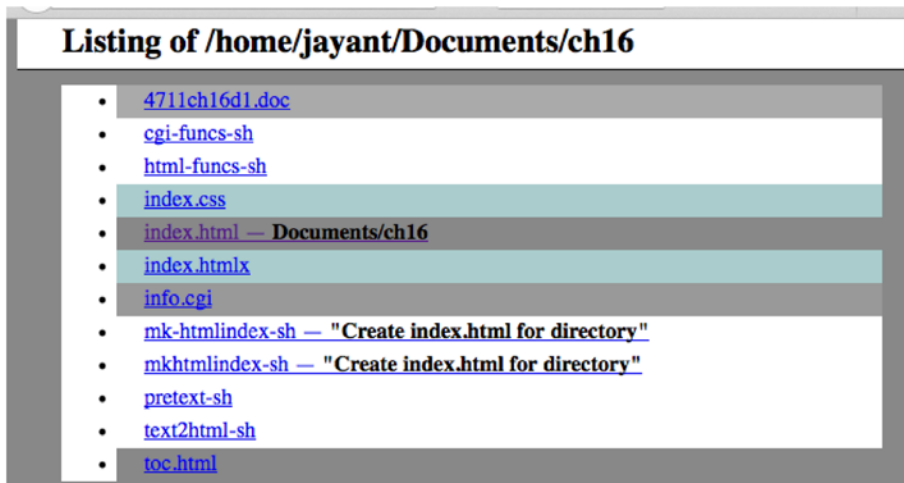 Listing of /home/jayant/Documents/ch16
4711ch16d1.doc
cgi-funcs-sh
html-funcs-sh
index.css
index.html — Documents/ch16
index.htmlx
info.cgi
mk-htmlindex-sh — "Create index.html for directory"
mkhtmlindex-sh — "Create index.html for directory"
pretext-sh
text2html-sh
toc.html